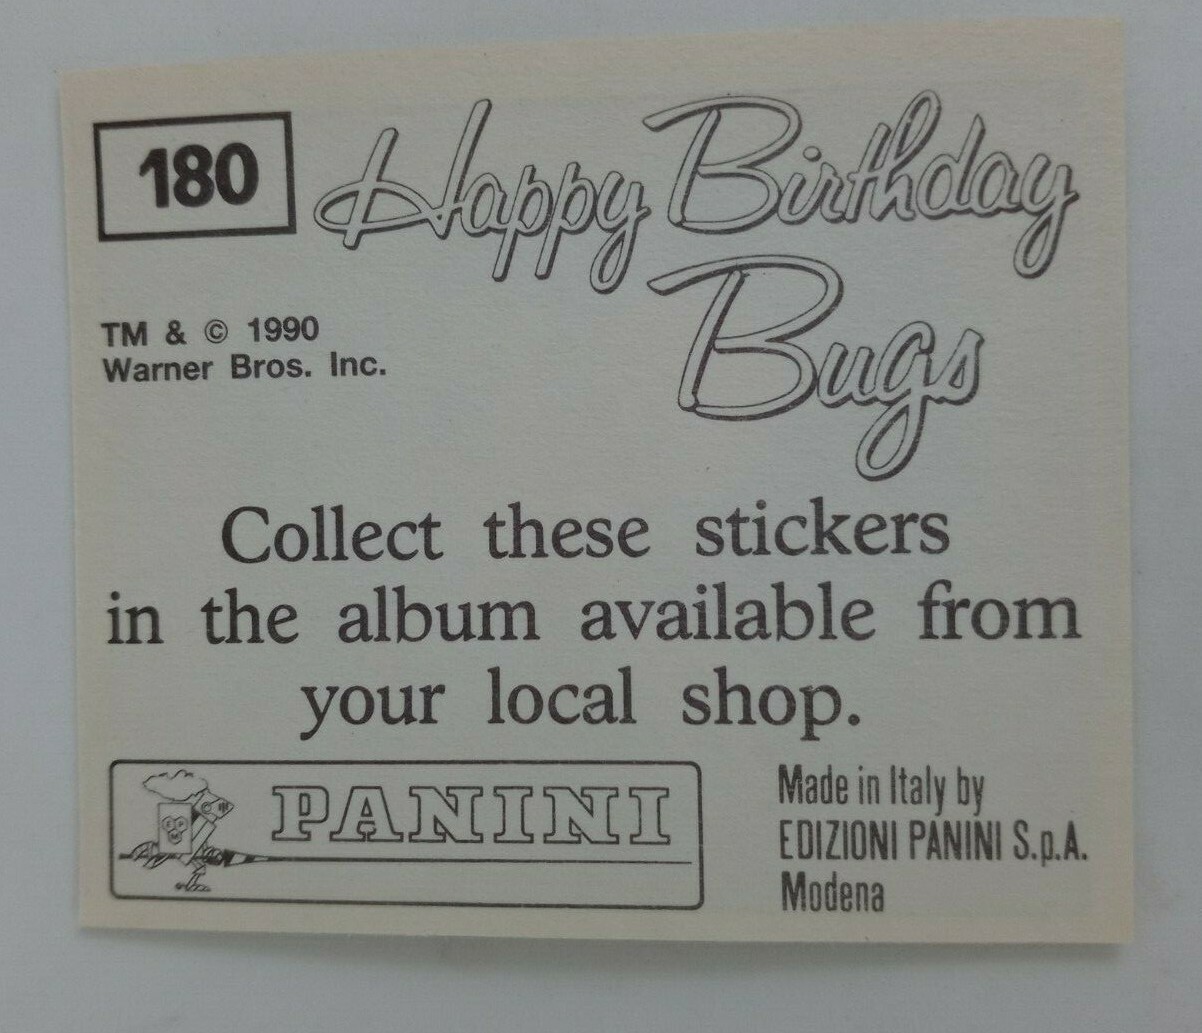 180
Happy Birthday
Bugs
TM & © 1990
Warner Bros. Inc.
Collect these stickers
in the album available from
your local shop.
PANINI
Made in Italy by
EDIZIONI PANINI S.p.A.
Modena